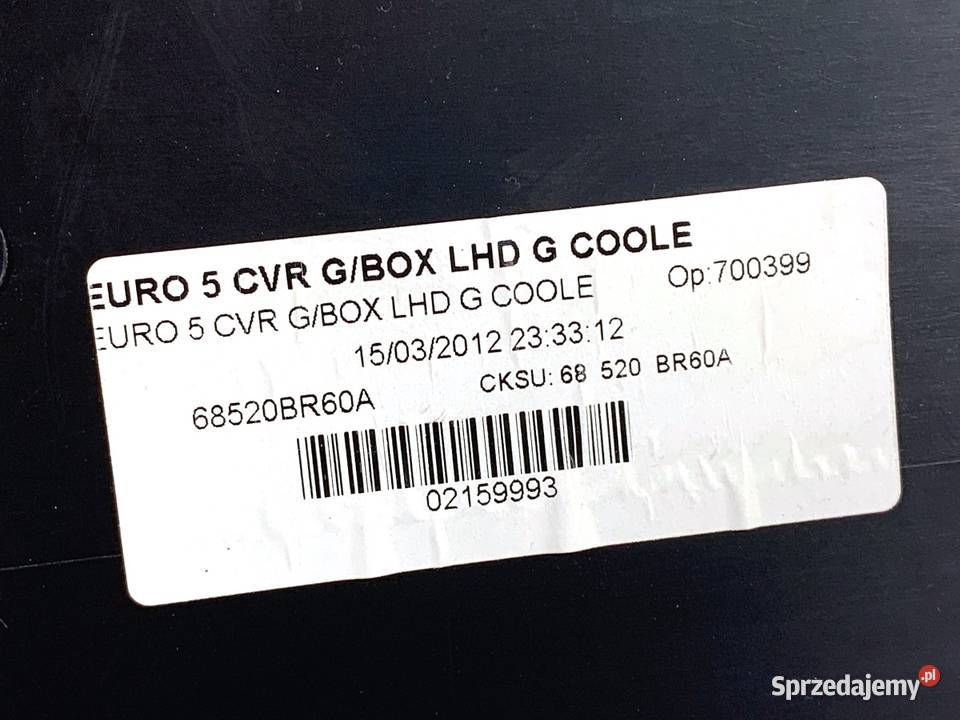 EURO 5 CVR G/BOX LHD G COOLE
EURO 5 CVR G/BOX LHD G COOLE
Op:700399
15/03/2012 23:33:12
68520BR60A
CKSU: 68 520 BR60A
02159993
Sprzedajemy.pl